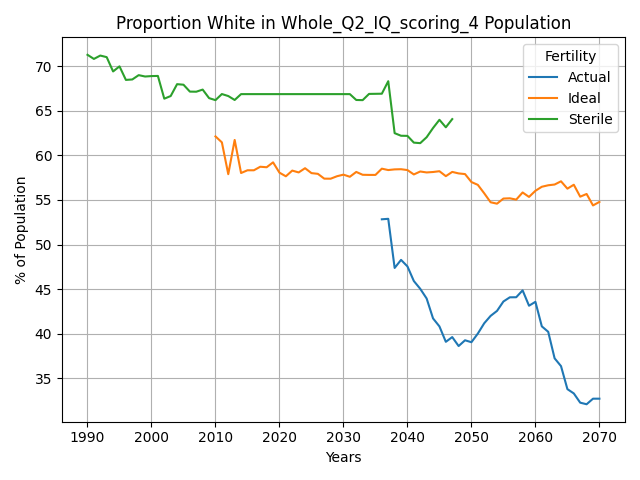 Proportion White in Whole_Q2_IQ_scoring_4 Population
Fertility
Actual
Ideal
Sterile
% of Population
70
65
60
55
50
45
40
35
1990 2000 2010 2020 2030 2040 2050 2060 2070
Years